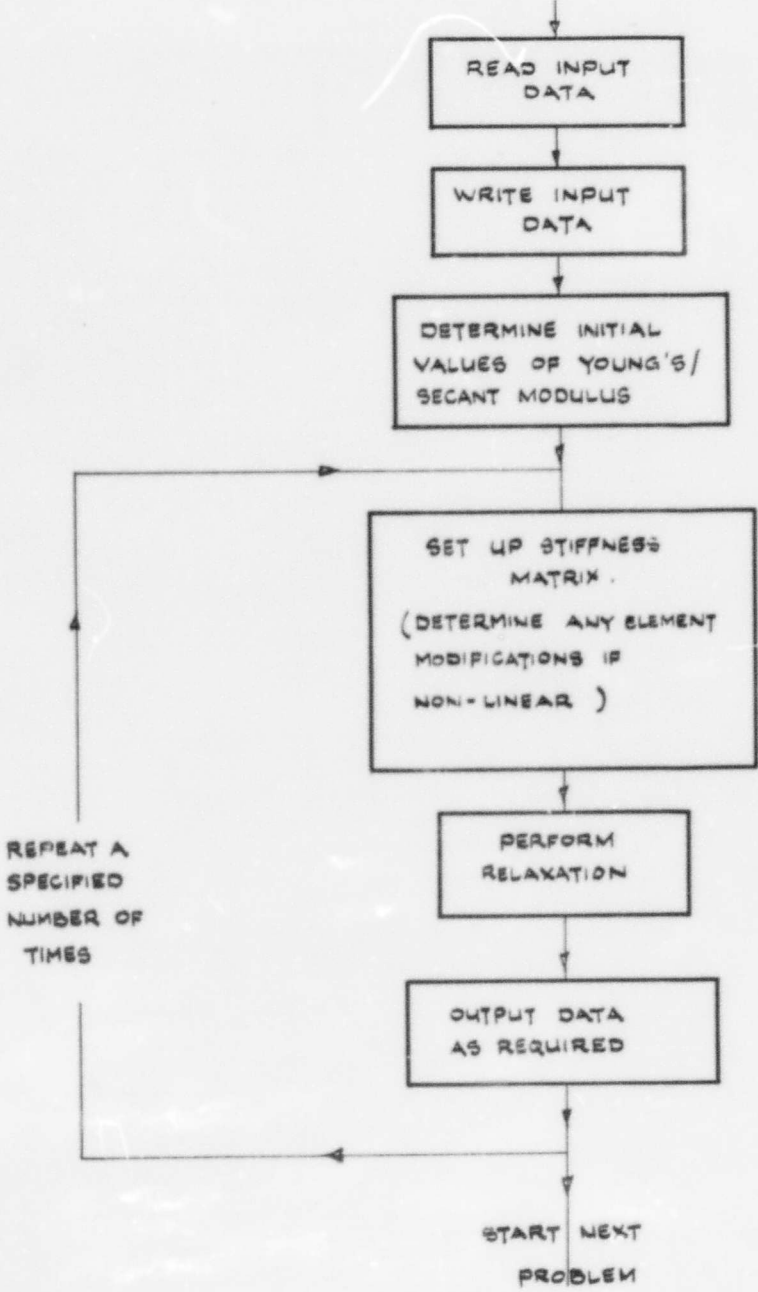 READ INPUT
DATA
WRITE INPUT
DATA
DETERMINE INITIAL
VALUES OF YOUNG'S/
SECANT MODULUS
SET UP STIFFNESS
MATRIX.
(DETERMINE ANY ELEMENT
MODIFICATIONS IF
NON-LINEAR )
PERFORM
RELAXATION
REPEAT A
SPECIFIED
NUMBER OF
TIMES
OUTPUT DATA
AS REQUIRED
START NEXT
PROBLEM